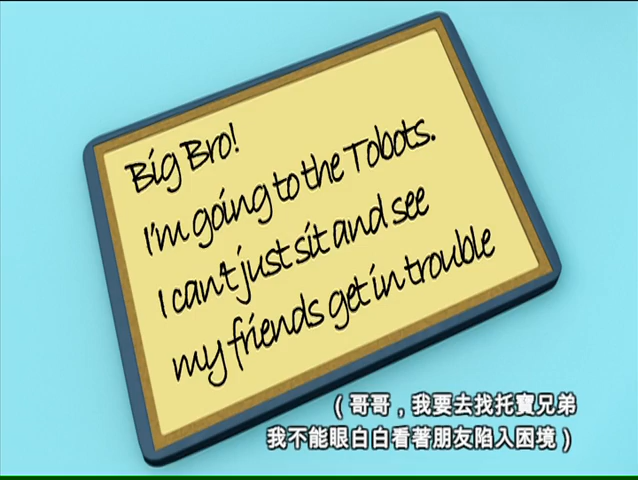 Big Bro!
I'm going to the Tobots.
I can't just sit and see
my friends get in trouble
（哥哥，我要去找托寶兄弟
我不能眼白白看著朋友陷入困境）